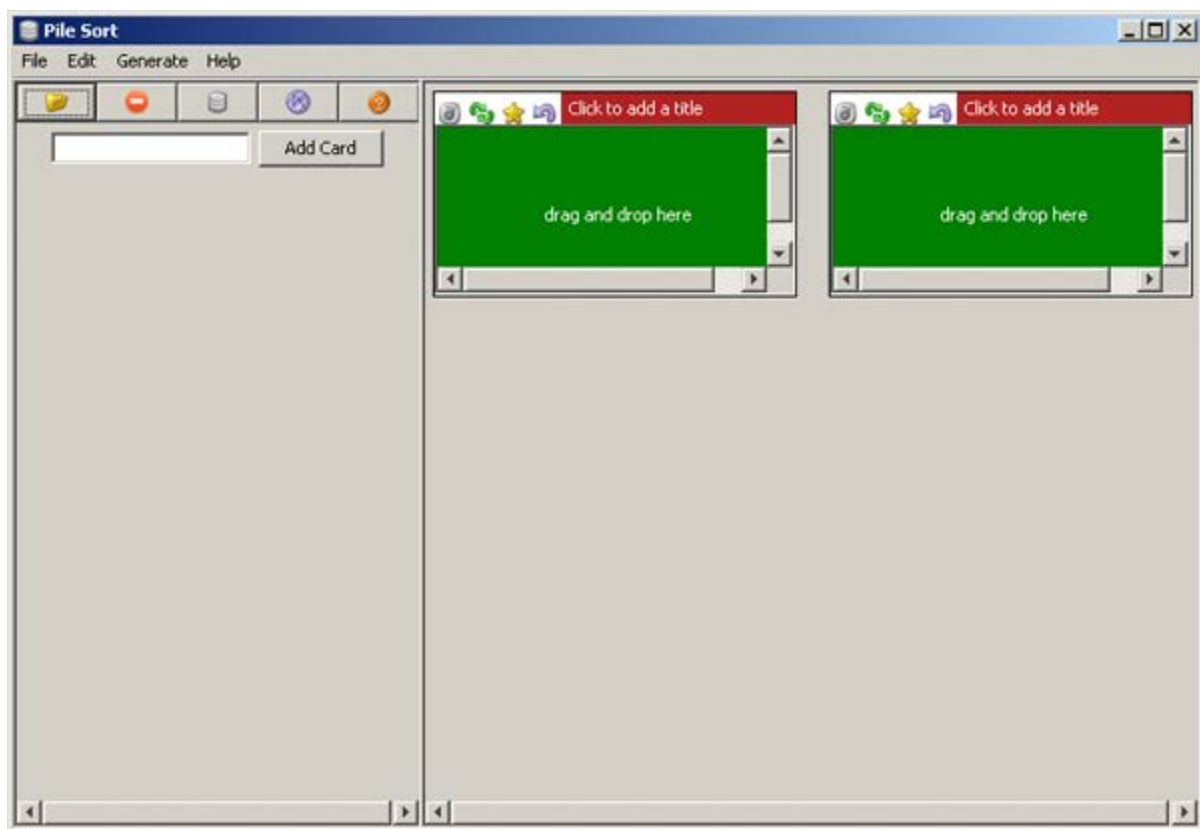 Pile Sort
File Edit Generate Help
Add Card
Click to add a title
drag and drop here
Click to add a title
drag and drop here